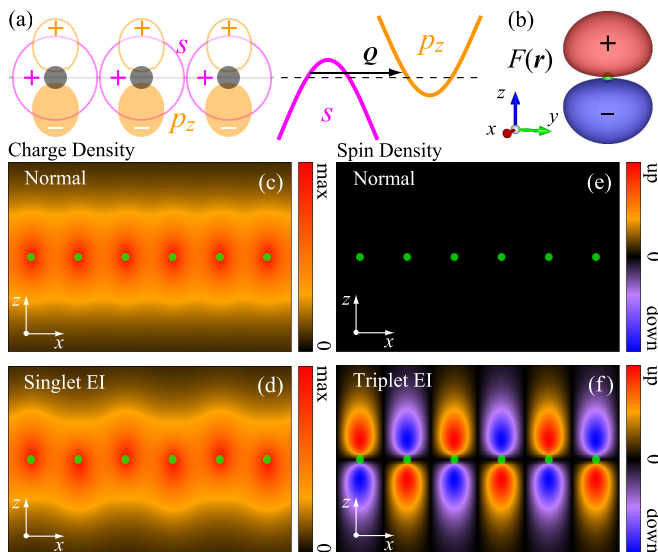 (a)
+ + +
s
+ + +
− − −
p_z
Q
p_z
s
(b)
F(r)
+
−
z
x
y
Charge Density
Normal
(c)
z
x
max
0
Spin Density
Normal
(e)
z
x
up
0
down
Singlet EI
(d)
z
x
max
0
Triplet EI
(f)
z
x
up
0
down